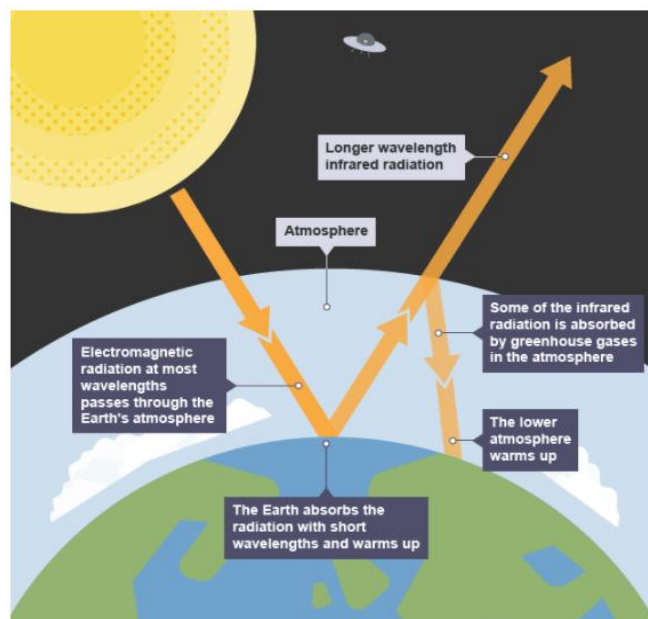 Longer wavelength
infrared radiation
Atmosphere
Some of the infrared
radiation is absorbed
by greenhouse gases
in the atmosphere
Electromagnetic
radiation at most
wavelengths
passes through the
Earth's atmosphere
The lower
atmosphere
warms up
The Earth absorbs the
radiation with short
wavelengths and warms up